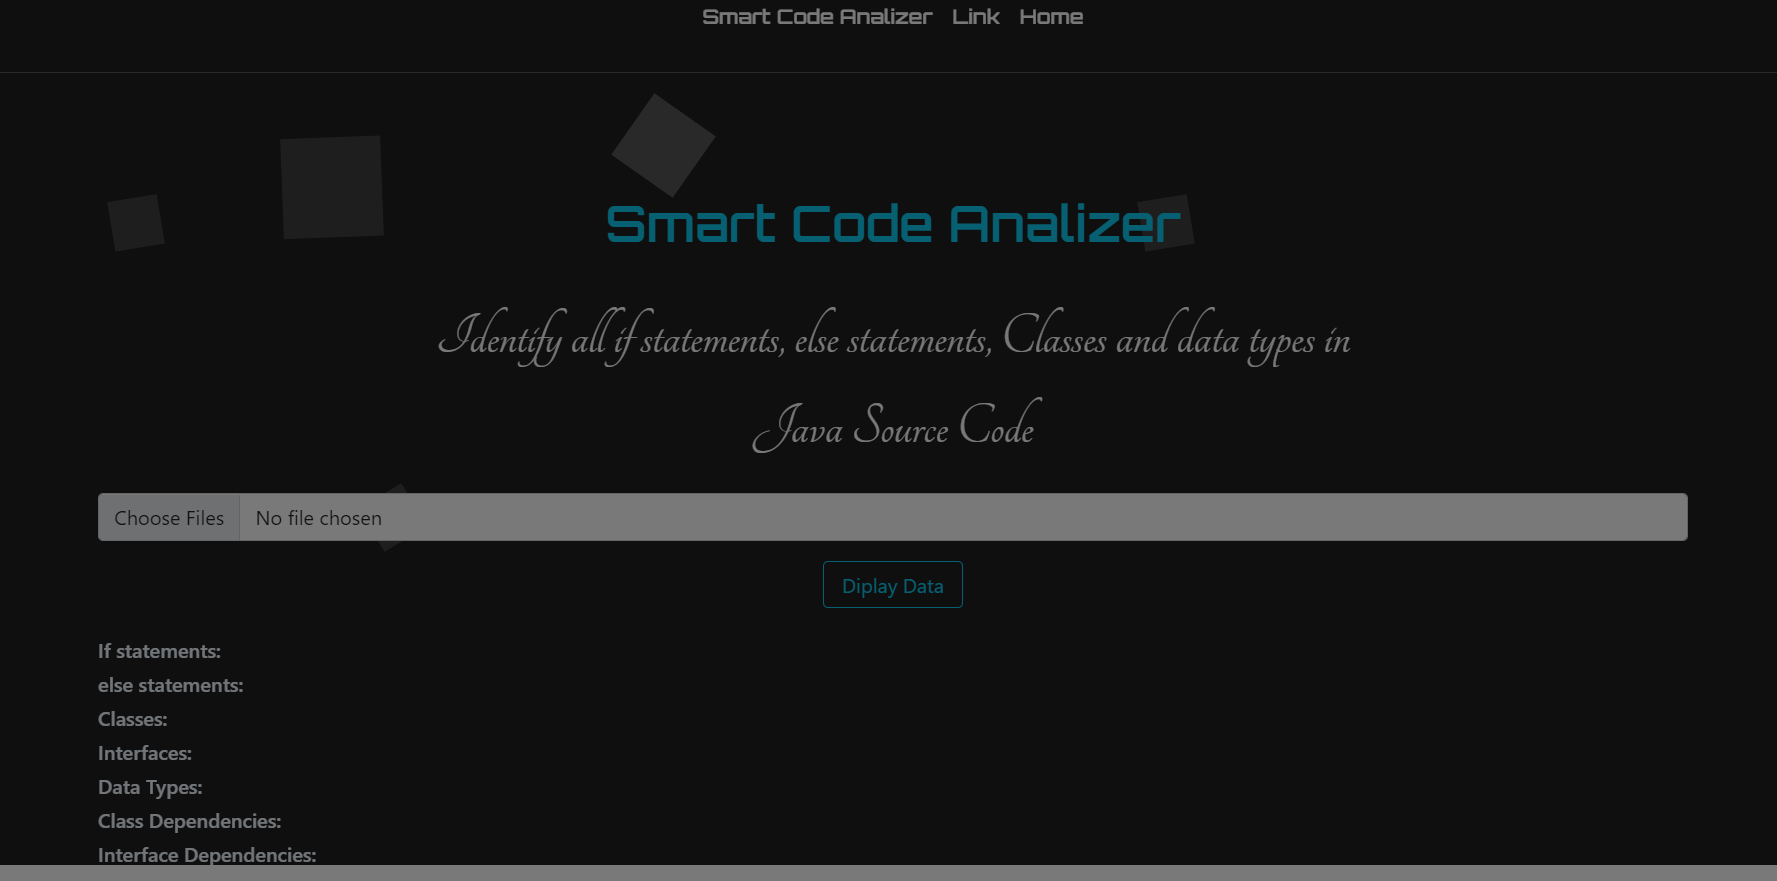 Smart Code Analizer Link Home
Smart Code Analizer
Identify all if statements, else statements, Classes and data types in
Java Source Code
Choose Files No file chosen
Diplay Data
If statements:
else statements:
Classes:
Interfaces:
Data Types:
Class Dependencies:
Interface Dependencies: